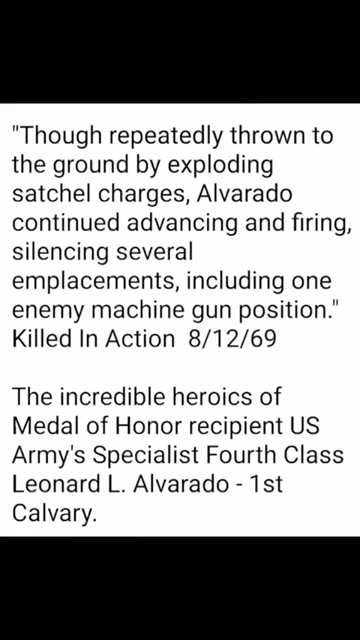 "Though repeatedly thrown to
the ground by exploding
satchel charges, Alvarado
continued advancing and firing,
silencing several
emplacements, including one
enemy machine gun position."
Killed In Action  8/12/69
The incredible heroics of
Medal of Honor recipient US
Army's Specialist Fourth Class
Leonard L. Alvarado - 1st
Calvary.